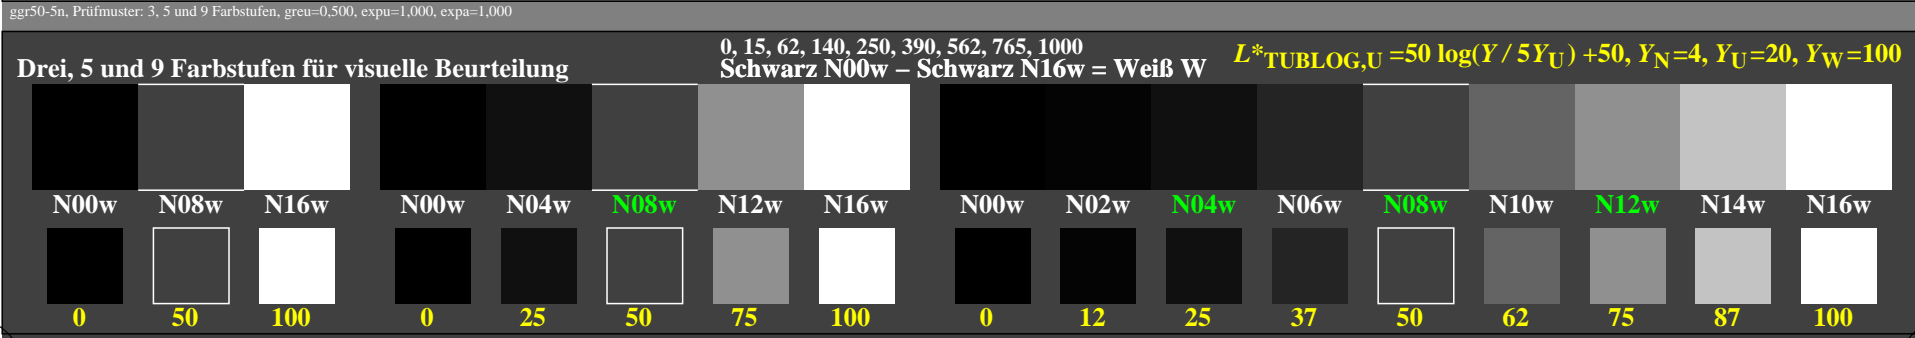 ggr50-5n, Prüfmuster: 3, 5 und 9 Farbstufen, greu=0,500, expu=1,000, expa=1,000
0, 15, 62, 140, 250, 390, 562, 765, 1000
Drei, 5 und 9 Farbstufen für visuelle Beurteilung
Schwarz N00w – Schwarz N16w = Weiß W
L*TUBLOG,U =50 log(Y / 5YU) +50, YN=4, YU=20, YW=100
N00w N08w N16w N00w N04w N08w N12w N16w N00w N02w N04w N06w N08w N10w N12w N14w N16w
0 50 100 0 25 50 75 100 0 12 25 37 50 62 75 87 100